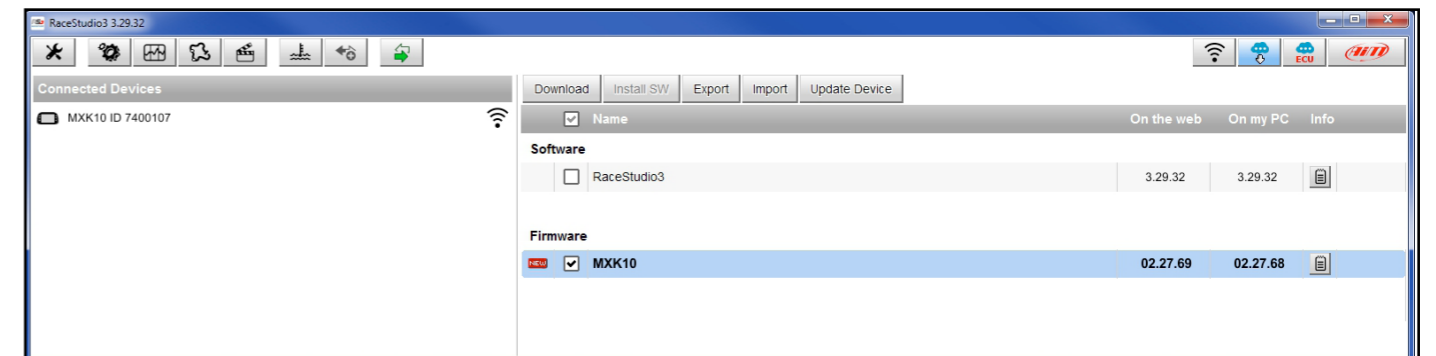 RaceStudio3 3.29.32
ECU
AiM
Connected Devices
Download Install SW Export Import Update Device
MXK10 ID 7400107
Name On the web On my PC Info
Software
RaceStudio3 3.29.32 3.29.32
Firmware
NEW MXK10 02.27.69 02.27.68